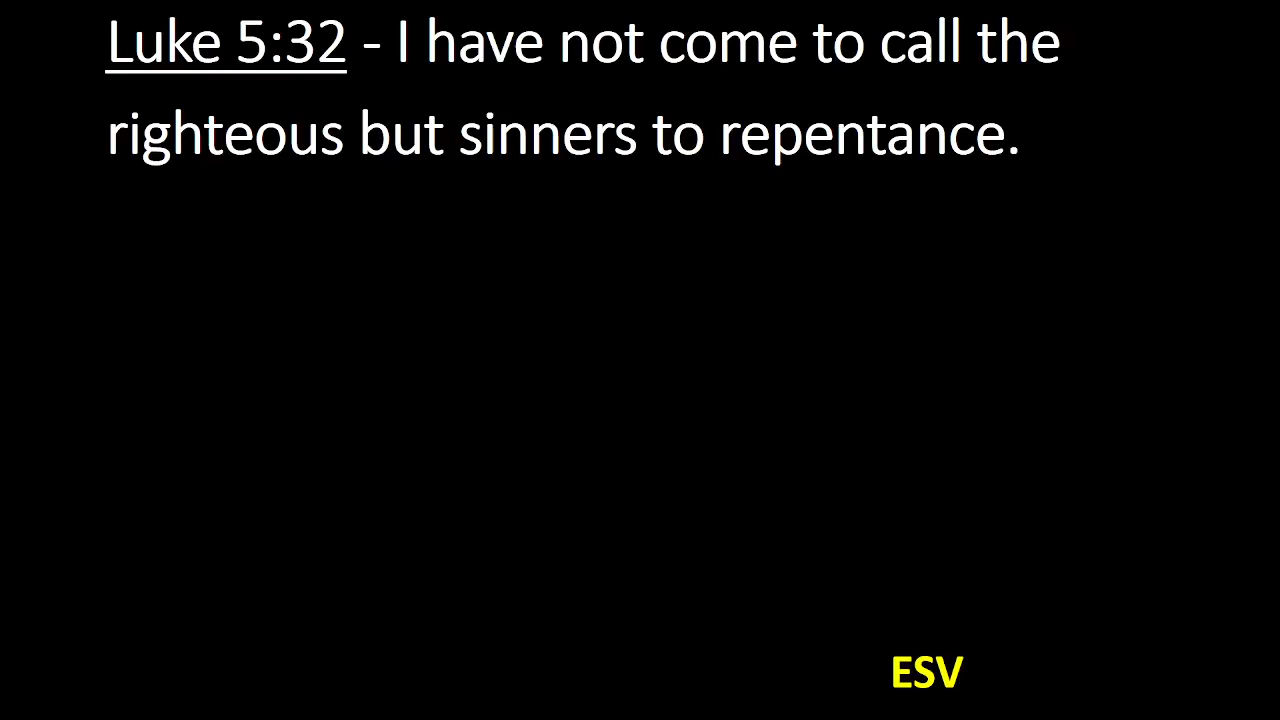 Luke 5:32 - I have not come to call the
righteous but sinners to repentance.
ESV